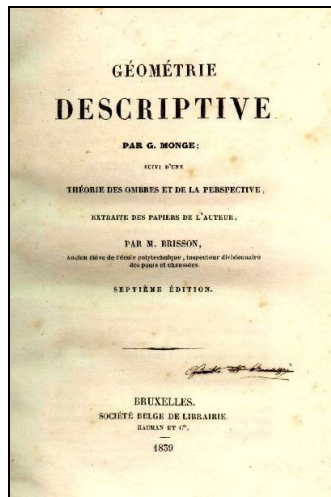 GÉOMÉTRIE
DESCRIPTIVE
PAR G. MONGE;
SUIVI D'UNE
THÉORIE DES OMBRES ET DE LA PERSPECTIVE,
EXTRAITE DES PAPIERS DE L'AUTEUR,
PAR M. BRISSON,
Ancien élève de l'école polytechnique, inspecteur divisionnaire
des ponts et chaussées.
SEPTIÈME ÉDITION.
BRUXELLES.
SOCIÉTÉ BELGE DE LIBRAIRIE.
HAUMAN ET Cᵉ.
1839